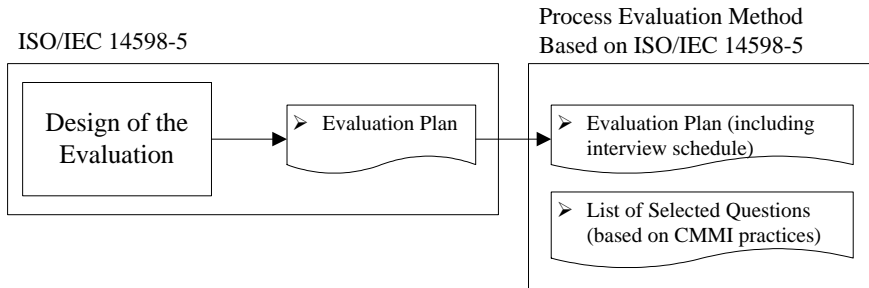 ISO/IEC 14598-5
Process Evaluation Method
Based on ISO/IEC 14598-5
Design of the
Evaluation
➢ Evaluation Plan
➢ Evaluation Plan (including
interview schedule)
➢ List of Selected Questions
(based on CMMI practices)